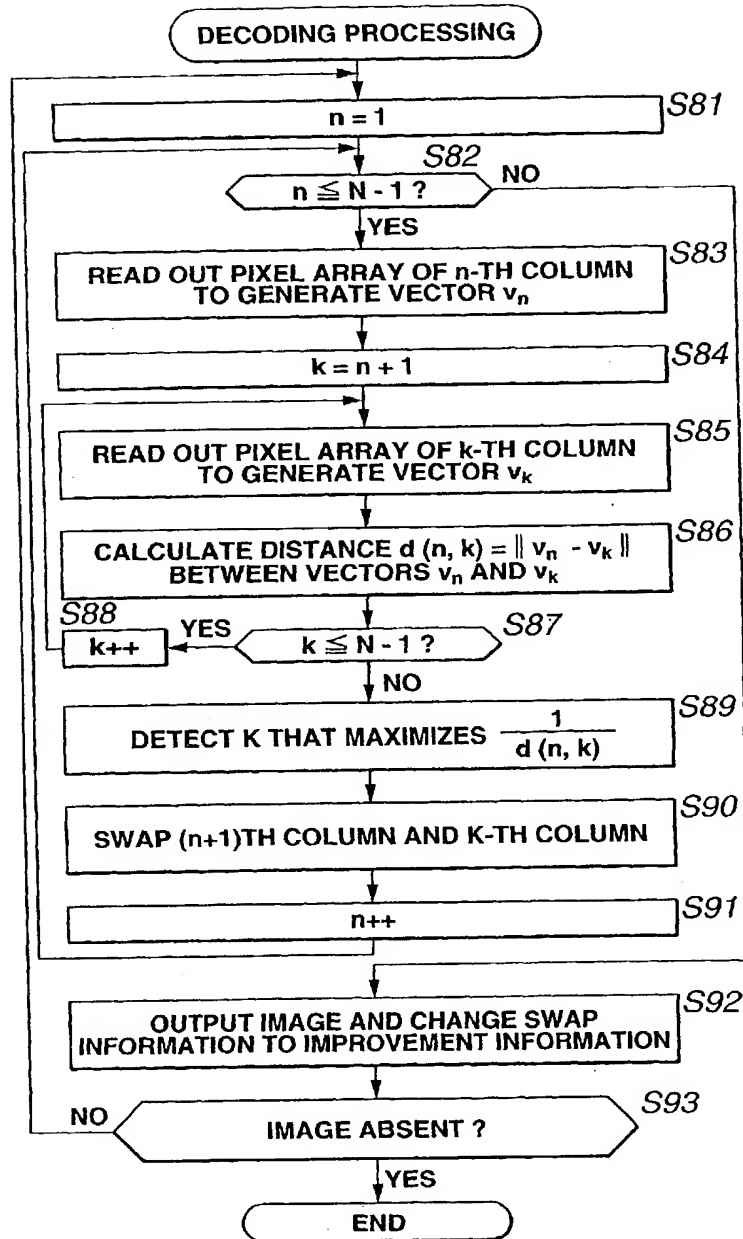 DECODING PROCESSING
S81
n = 1
S82
n ≦ N - 1 ?
NO
YES
S83
READ OUT PIXEL ARRAY OF n-TH COLUMN
TO GENERATE VECTOR vn
S84
k = n + 1
S85
READ OUT PIXEL ARRAY OF k-TH COLUMN
TO GENERATE VECTOR vk
S86
CALCULATE DISTANCE d (n, k) = || vn - vk ||
BETWEEN VECTORS vn AND vk
S88
k++
YES
S87
k ≦ N - 1 ?
NO
S89
DETECT K THAT MAXIMIZES 1
d (n, k)
S90
SWAP (n+1)TH COLUMN AND K-TH COLUMN
S91
n++
S92
OUTPUT IMAGE AND CHANGE SWAP
INFORMATION TO IMPROVEMENT INFORMATION
S93
NO
IMAGE ABSENT ?
YES
END